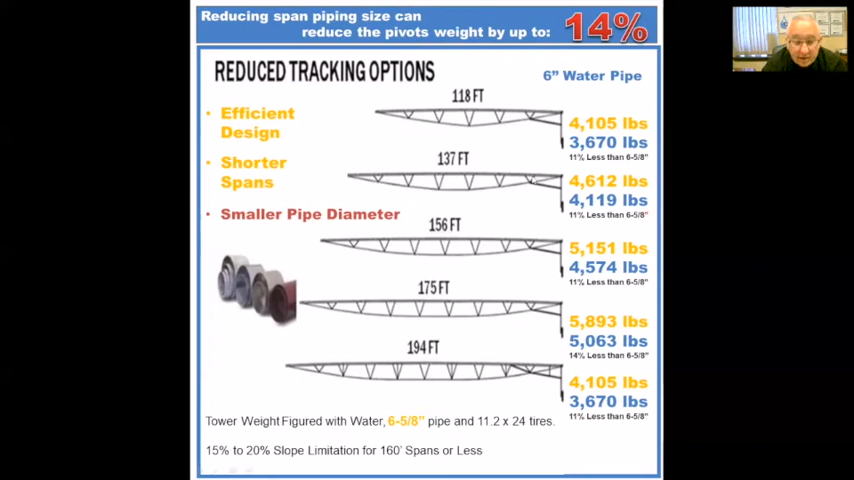 Reducing span piping size can
reduce the pivots weight by up to: 14%
REDUCED TRACKING OPTIONS
6” Water Pipe
• Efficient
Design
• Shorter
Spans
• Smaller Pipe Diameter
118 FT
4,105 lbs
3,670 lbs
11% Less than 6-5/8”
137 FT
4,612 lbs
4,119 lbs
11% Less than 6-5/8”
156 FT
5,151 lbs
4,574 lbs
11% Less than 6-5/8”
175 FT
5,893 lbs
5,063 lbs
14% Less than 6-5/8”
194 FT
4,105 lbs
3,670 lbs
11% Less than 6-5/8”
Tower Weight Figured with Water, 6-5/8” pipe and 11.2 x 24 tires.
15% to 20% Slope Limitation for 160’ Spans or Less